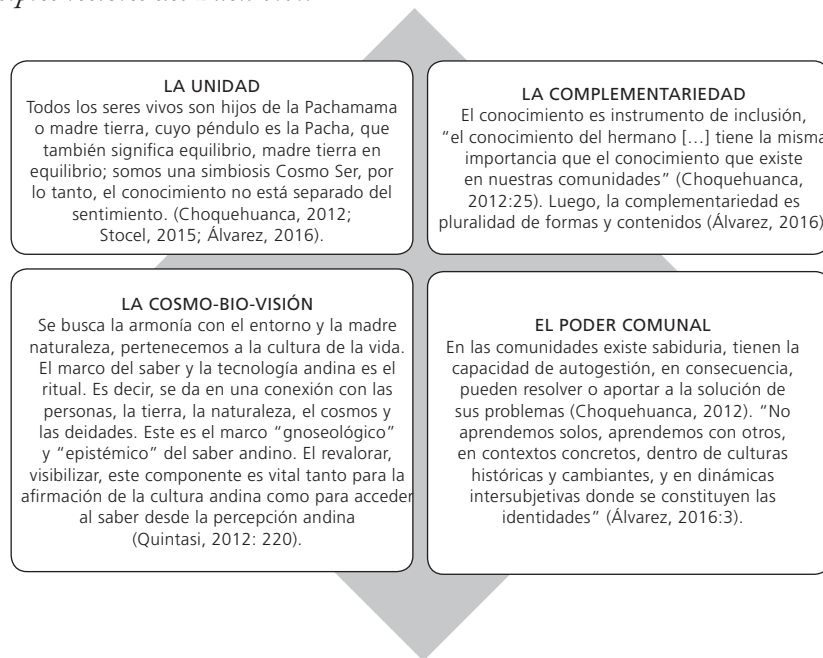 LA UNIDAD
Todos los seres vivos son hijos de la Pachamama
o madre tierra, cuyo péndulo es la Pacha, que
también significa equilibrio, madre tierra en
equilibrio; somos una simbiosis Cosmo Ser, por
lo tanto, el conocimiento no está separado del
sentimiento. (Choquehuanca, 2012;
Stocel, 2015; Álvarez, 2016).
LA COMPLEMENTARIEDAD
El conocimiento es instrumento de inclusión,
“el conocimiento del hermano [...] tiene la misma
importancia que el conocimiento que existe
en nuestras comunidades” (Choquehuanca,
2012:25). Luego, la complementariedad es
pluralidad de formas y contenidos (Álvarez, 2016)
LA COSMO-BIO-VISIÓN
Se busca la armonía con el entorno y la madre
naturaleza, pertenecemos a la cultura de la vida.
El marco del saber y la tecnología andina es el
ritual. Es decir, se da en una conexión con las
personas, la tierra, la naturaleza, el cosmos y
las deidades. Este es el marco “gnoseológico”
y “epistémico” del saber andino. El revalorar,
visibilizar, este componente es vital tanto para la
afirmación de la cultura andina como para acceder
al saber desde la percepción andina
(Quintasi, 2012: 220).
EL PODER COMUNAL
En las comunidades existe sabiduria, tienen la
capacidad de autogestión, en consecuencia,
pueden resolver o aportar a la solución de
sus problemas (Choquehuanca, 2012). “No
aprendemos solos, aprendemos con otros,
en contextos concretos, dentro de culturas
históricas y cambiantes, y en dinámicas
intersubjetivas donde se constituyen las
identidades” (Álvarez, 2016:3).